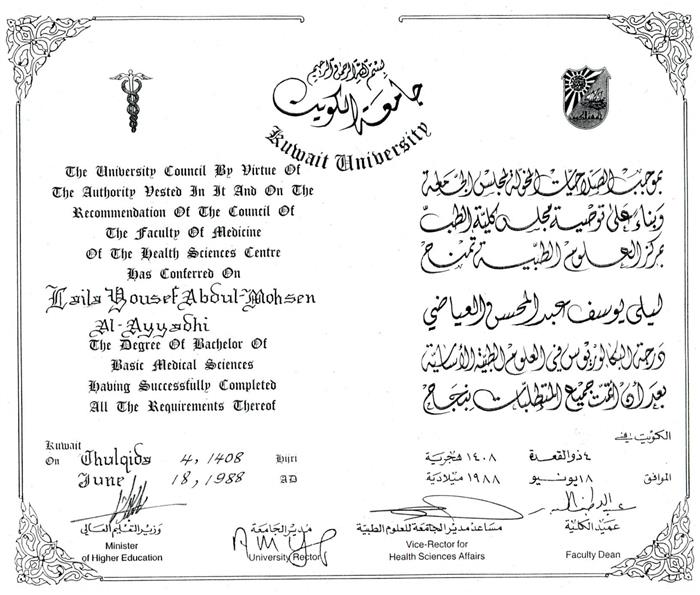 بسم الله الرحمن الرحيم
جامعة الكويت
Kuwait University
The University Council By Virtue Of
The Authority Vested In It And On The
Recommendation Of The Council Of
The Faculty Of Medicine
Of The Health Sciences Centre
Has Conferred On
Laila Yousef Abdul-Mohsen
Al-Ayyadhi
The Degree Of Bachelor Of
Basic Medical Sciences
Having Successfully Completed
All The Requirements Thereof
بموجب الصلاحيات المخولة لمجلس الجامعة
وبناء على توصية مجلس كلية الطب
بمركز العلوم الطبية تمنح
ليلى يوسف عبدالمحسن العياضي
درجة البكالوريوس في العلوم الطبية الأساسية
بعد أن اتمت جميع المتطلبات بنجاح
Kuwait
On Thulqida 4, 1408 Hijri
June 18, 1988 AD
الكويت في
٤ ذو القعدة ١٤٠٨ هجرية
الموافق ١٨ يونيو ١٩٨٨ ميلادية
وزير التعليم العالي
Minister
of Higher Education
مدير الجامعة
University Rector
مساعد مدير الجامعة للعلوم الطبية
Vice-Rector for
Health Sciences Affairs
عميد الكلية
Faculty Dean